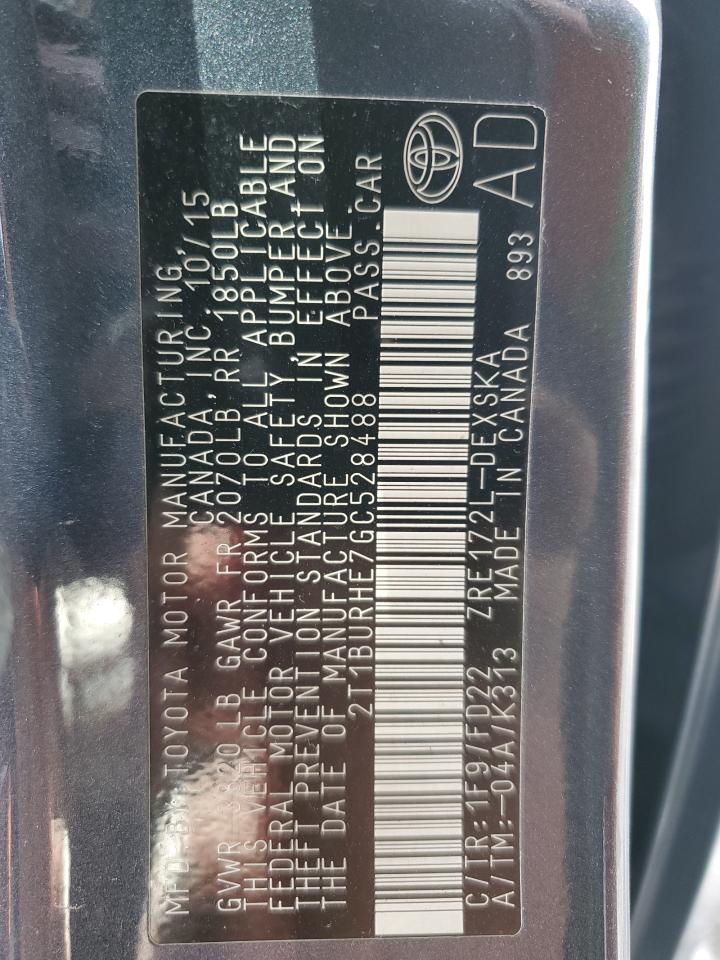 MFD. BY: TOYOTA MOTOR MANUFACTURING,
CANADA, INC. 10/15
GVWR 3820 LB GAWR FR 2070LB, RR 1850LB
THIS VEHICLE CONFORMS TO ALL APPLICABLE
FEDERAL MOTOR VEHICLE SAFETY, BUMPER AND
THEFT PREVENTION STANDARDS IN EFFECT ON
THE DATE OF MANUFACTURE SHOWN ABOVE.
2T1BURHE7GC528488 PASS.CAR
C/TR:1F9/FD22 ZRE172L-DEXSKA
A/TM:-04A/K313 MADE IN CANADA 893
AD